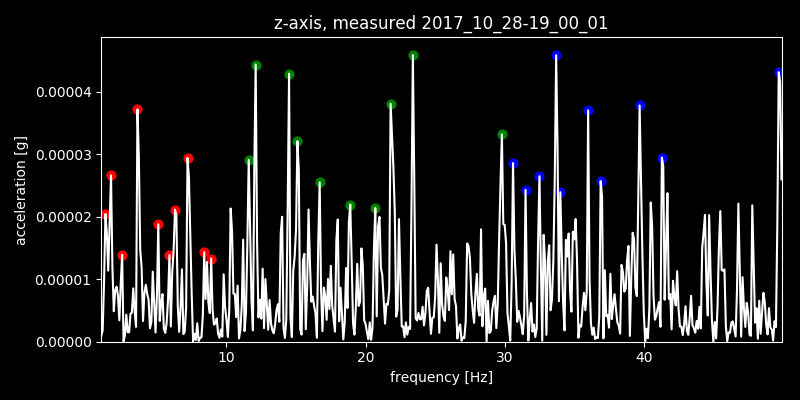 z-axis, measured 2017_10_28-19_00_01
acceleration [g]
0.00004
0.00003
0.00002
0.00001
0.00000
10 20 30 40
frequency [Hz]